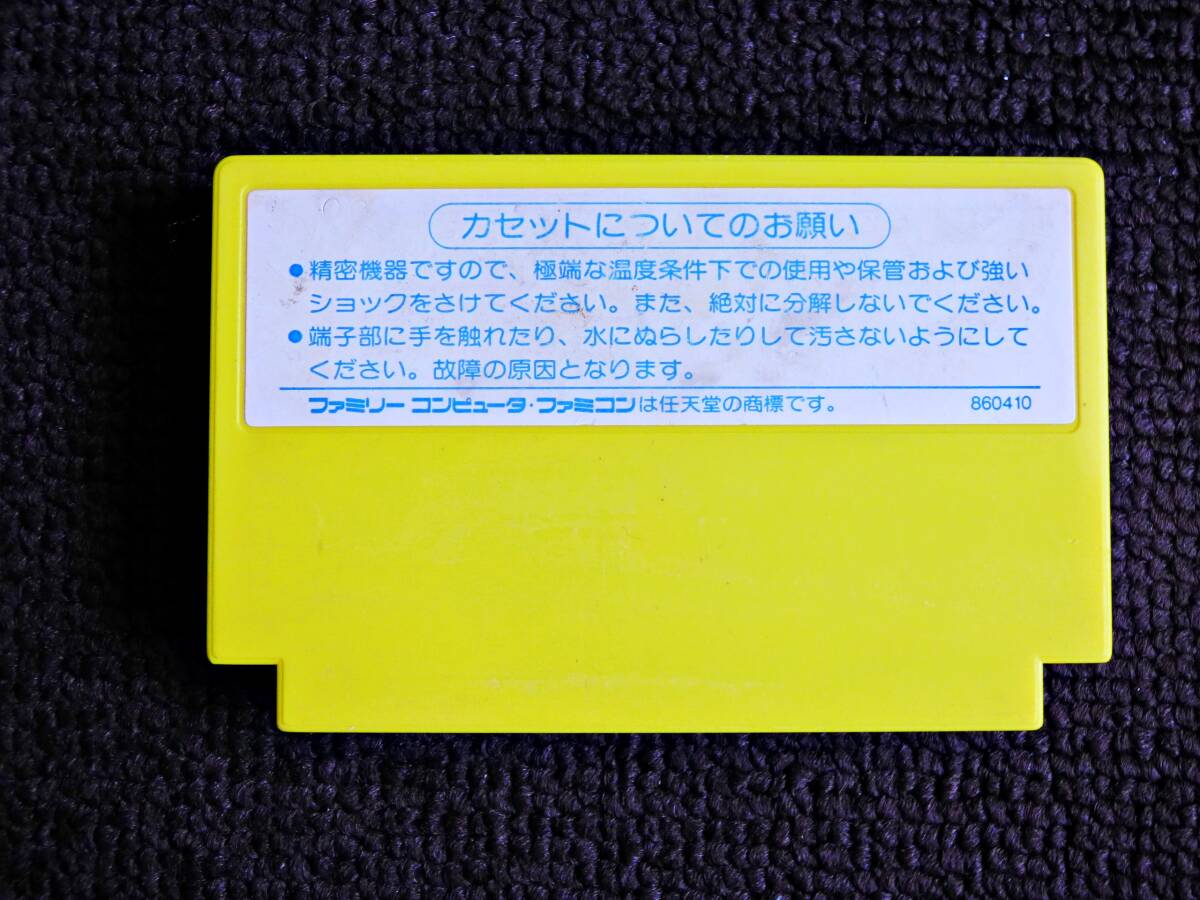 カセットについてのお願い
●精密機器ですので、極端な温度条件下での使用や保管および強い
ショックをさけてください。また、絶対に分解しないでください。
●端子部に手を触れたり、水にぬらしたりして汚さないようにして
ください。故障の原因となります。
ファミリーコンピュータ・ファミコンは任天堂の商標です。 860410